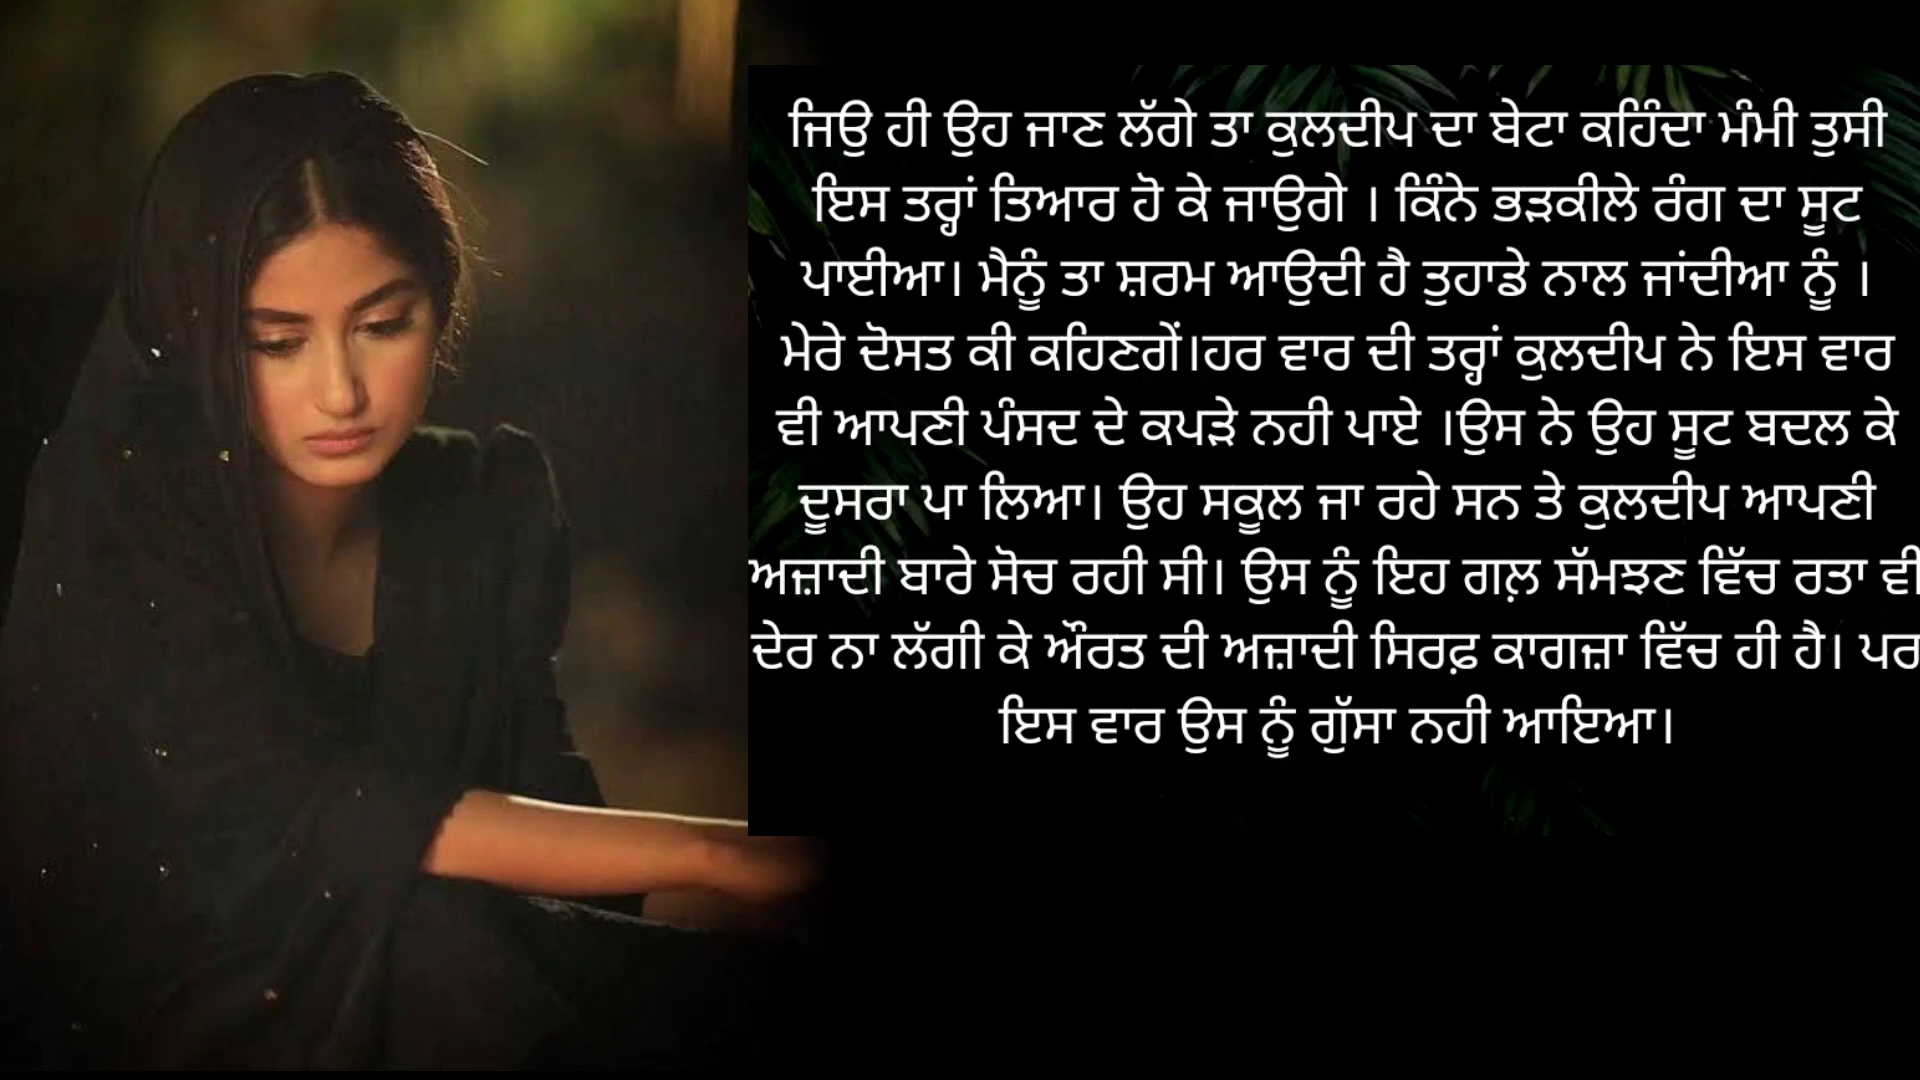 ਜਿਉ ਹੀ ਉਹ ਜਾਣ ਲੱਗੇ ਤਾ ਕੁਲਦੀਪ ਦਾ ਬੇਟਾ ਕਹਿੰਦਾ ਮੰਮੀ ਤੁਸੀ
ਇਸ ਤਰ੍ਹਾਂ ਤਿਆਰ ਹੋ ਕੇ ਜਾਉਗੇ । ਕਿੰਨੇ ਭੜਕੀਲੇ ਰੰਗ ਦਾ ਸੂਟ
ਪਾਈਆ। ਮੈਨੂੰ ਤਾ ਸ਼ਰਮ ਆਉਦੀ ਹੈ ਤੁਹਾਡੇ ਨਾਲ ਜਾਂਦੀਆ ਨੂੰ ।
ਮੇਰੇ ਦੋਸਤ ਕੀ ਕਹਿਣਗੇਂ।ਹਰ ਵਾਰ ਦੀ ਤਰ੍ਹਾਂ ਕੁਲਦੀਪ ਨੇ ਇਸ ਵਾਰ
ਵੀ ਆਪਣੀ ਪੰਸਦ ਦੇ ਕਪੜੇ ਨਹੀ ਪਾਏ ।ਉਸ ਨੇ ਉਹ ਸੂਟ ਬਦਲ ਕੇ
ਦੂਸਰਾ ਪਾ ਲਿਆ। ਉਹ ਸਕੂਲ ਜਾ ਰਹੇ ਸਨ ਤੇ ਕੁਲਦੀਪ ਆਪਣੀ
ਅਜ਼ਾਦੀ ਬਾਰੇ ਸੋਚ ਰਹੀ ਸੀ। ਉਸ ਨੂੰ ਇਹ ਗਲ਼ ਸੱਮਝਣ ਵਿੱਚ ਰਤਾ ਵੀ
ਦੇਰ ਨਾ ਲੱਗੀ ਕੇ ਔਰਤ ਦੀ ਅਜ਼ਾਦੀ ਸਿਰਫ਼ ਕਾਗਜ਼ਾ ਵਿੱਚ ਹੀ ਹੈ। ਪਰ
ਇਸ ਵਾਰ ਉਸ ਨੂੰ ਗੁੱਸਾ ਨਹੀ ਆਇਆ।